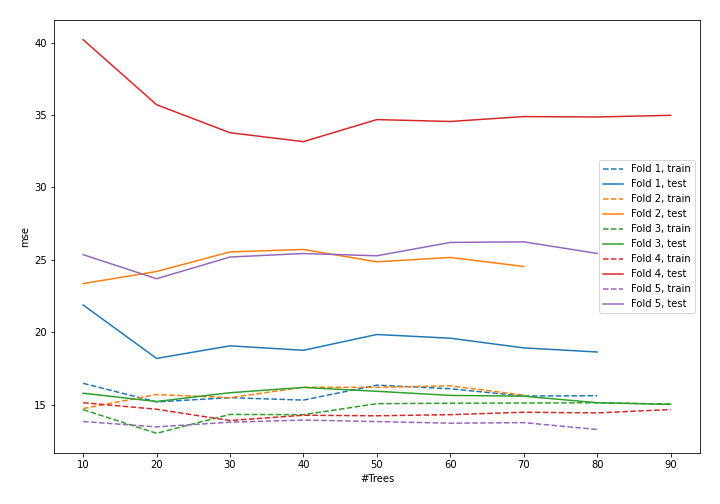 40
35
30
25
20
15
mse
10 20 30 40 50 60 70 80 90
#Trees
Fold 1, train
Fold 1, test
Fold 2, train
Fold 2, test
Fold 3, train
Fold 3, test
Fold 4, train
Fold 4, test
Fold 5, train
Fold 5, test